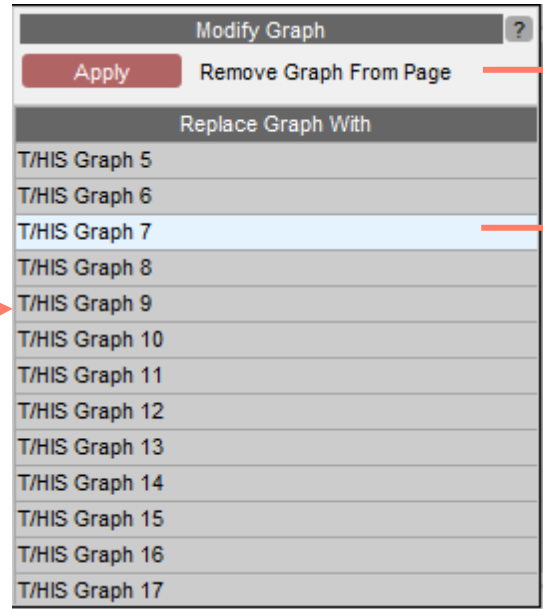 Modify Graph ?
Apply Remove Graph From Page
Replace Graph With
T/HIS Graph 5
T/HIS Graph 6
T/HIS Graph 7
T/HIS Graph 8
T/HIS Graph 9
T/HIS Graph 10
T/HIS Graph 11
T/HIS Graph 12
T/HIS Graph 13
T/HIS Graph 14
T/HIS Graph 15
T/HIS Graph 16
T/HIS Graph 17